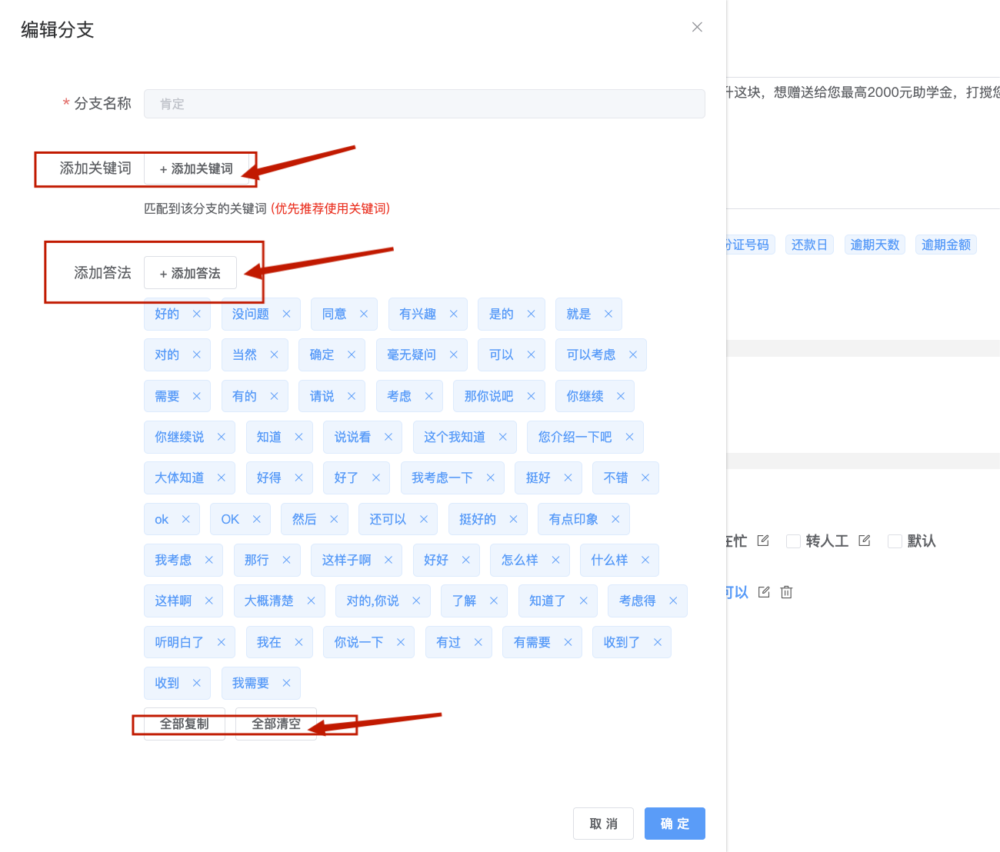 编辑分支
* 分支名称 肯定
添加关键词 + 添加关键词
匹配到该分支的关键词 (优先推荐使用关键词)
添加答法 + 添加答法
好的 没问题 同意 有兴趣 是的 就是
对的 当然 确定 毫无疑问 可以 可以考虑
需要 有的 请说 考虑 那你说吧 你继续
你继续说 知道 说说看 这个我知道 您介绍一下吧
大体知道 好得 好了 我考虑一下 挺好 不错
ok OK 然后 还可以 挺好的 有点印象
我考虑 那行 这样子啊 好好 怎么样 什么样
这样啊 大概清楚 对的,你说 了解 知道了 考虑得
听明白了 我在 你说一下 有过 有需要 收到了
收到 我需要
全部复制 全部清空
取 消 确 定
升这块，想赠送给您最高2000元助学金，打搅您
份证号码 还款日 逾期天数 逾期金额
在忙 转人工 默认
可以